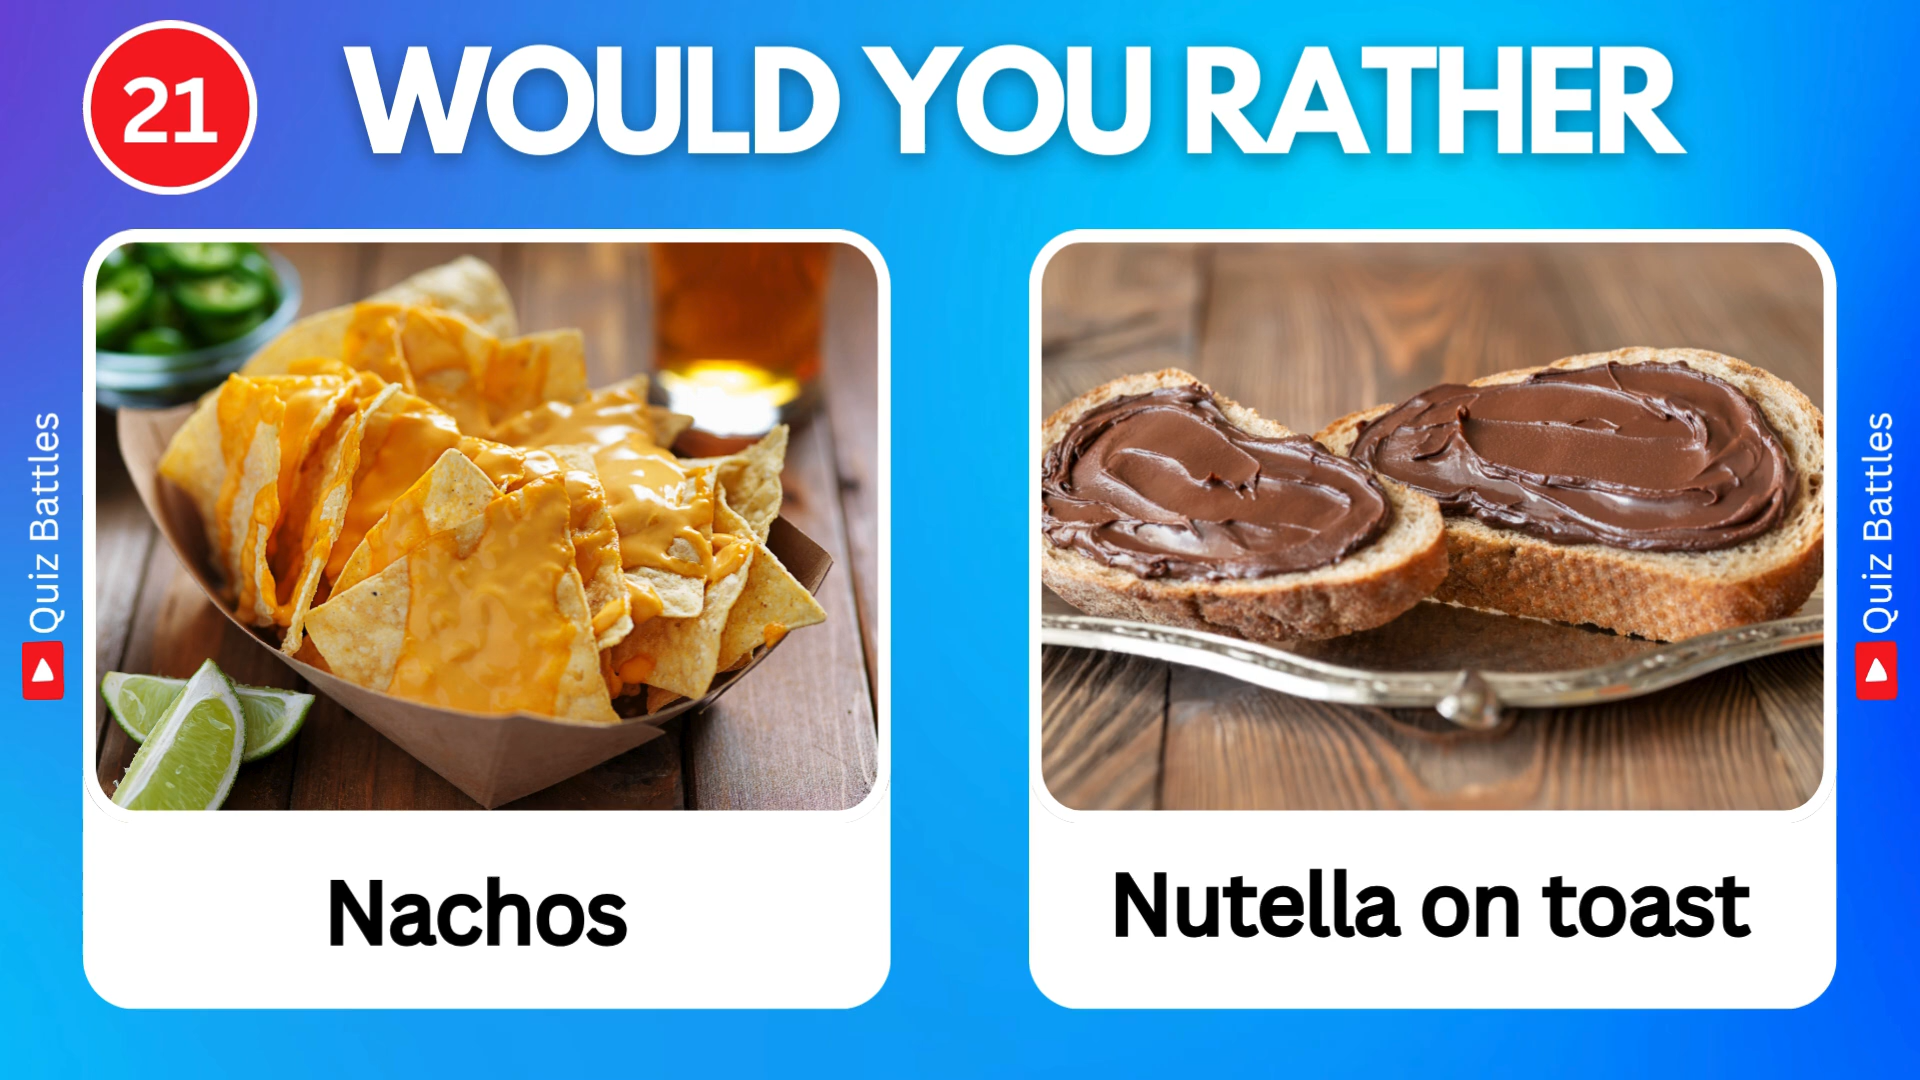 21
WOULD YOU RATHER
Quiz Battles
Nachos
Nutella on toast
Quiz Battles